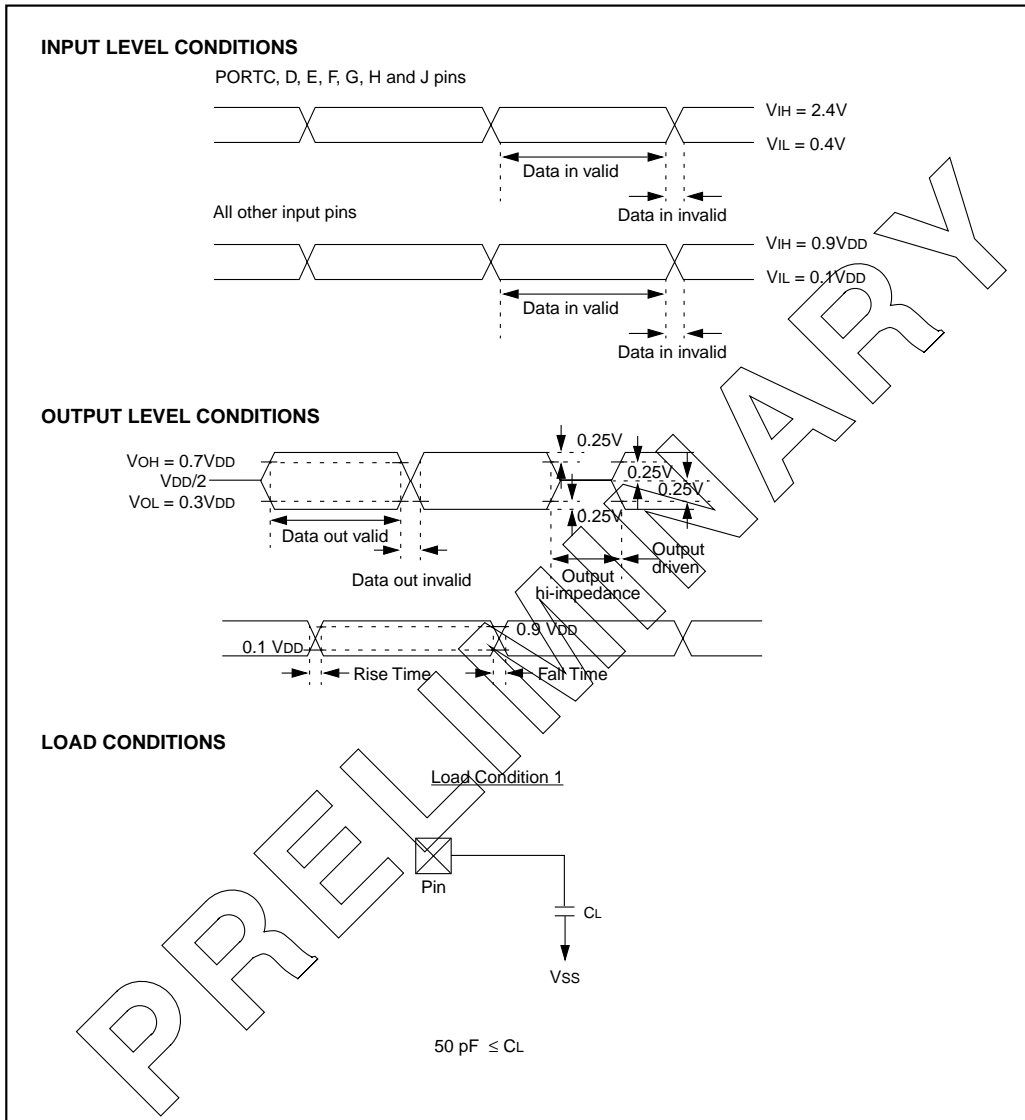 INPUT LEVEL CONDITIONS
PORTC, D, E, F, G, H and J pins
VIH = 2.4V
VIL = 0.4V
Data in valid
Data in invalid
All other input pins
VIH = 0.9VDD
VIL = 0.1VDD
Data in valid
Data in invalid
OUTPUT LEVEL CONDITIONS
0.25V
VOH = 0.7VDD
VDD/2
VOL = 0.3VDD
0.25V
0.25V
0.25V
Data out valid
Data out invalid
Output
hi-impedance
Output
driven
0.9 VDD
0.1 VDD
Rise Time
Fall Time
LOAD CONDITIONS
Load Condition 1
Pin
CL
VSS
50 pF ≤ CL
PRELIMINARY